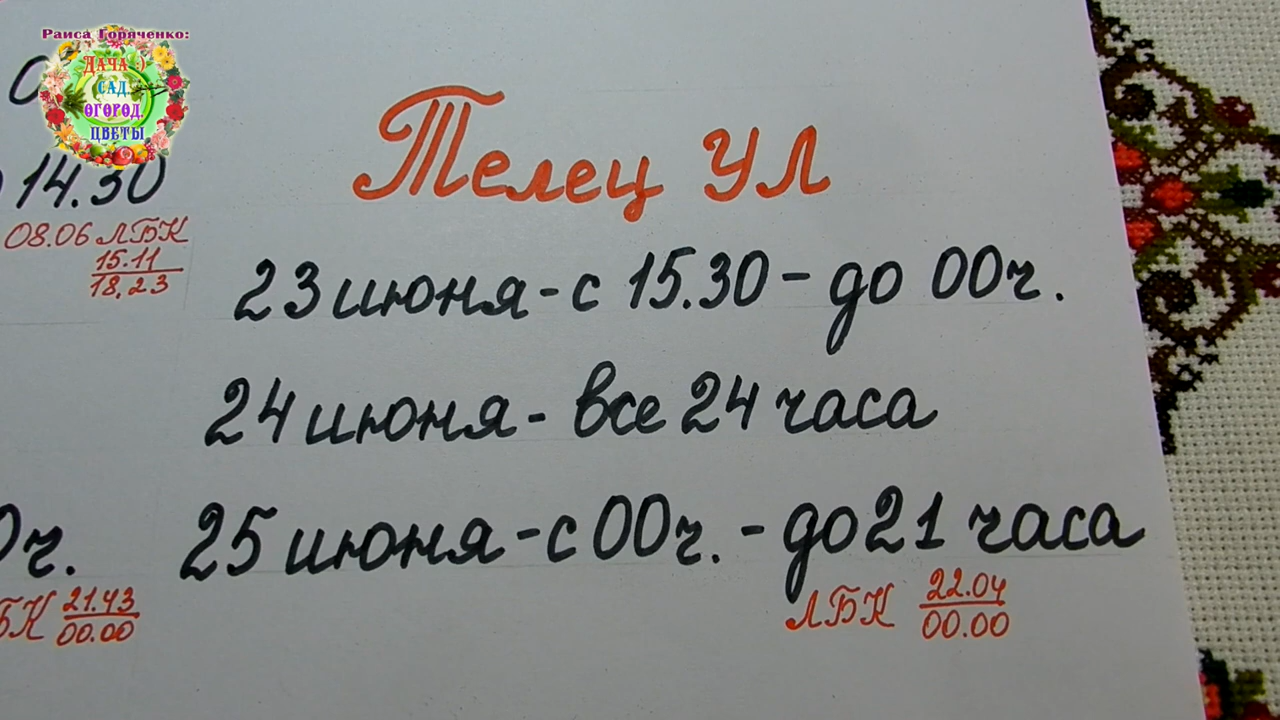 Раиса Горяченко:
Дача :)
сад,
огород,
цветы
14.30
08.06 ЛБК
15.11
18,23
Телец УЛ
23 июня - с 15.30 - до 00ч.
24 июня - все 24 часа
25 июня - с 00ч. - до 21 часа
ч.
БК 21.43
00.00
ЛБК 22.04
00.00